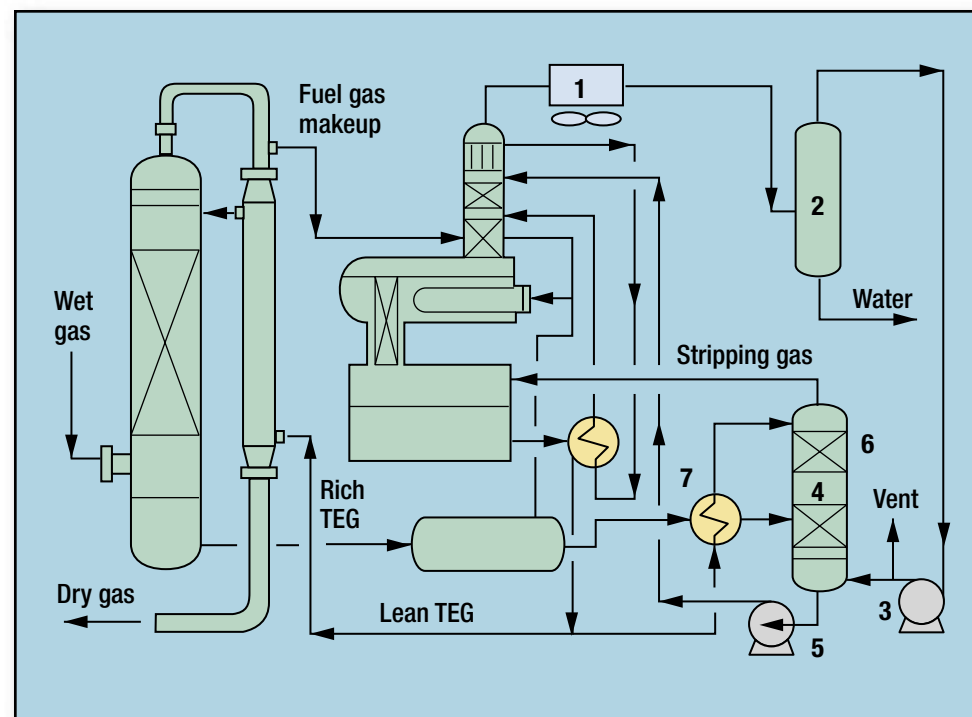 Fuel gas
makeup
1
2
Wet
gas
Water
Stripping gas
6
7
4
Rich
TEG
Vent
Dry gas
Lean TEG
3
5